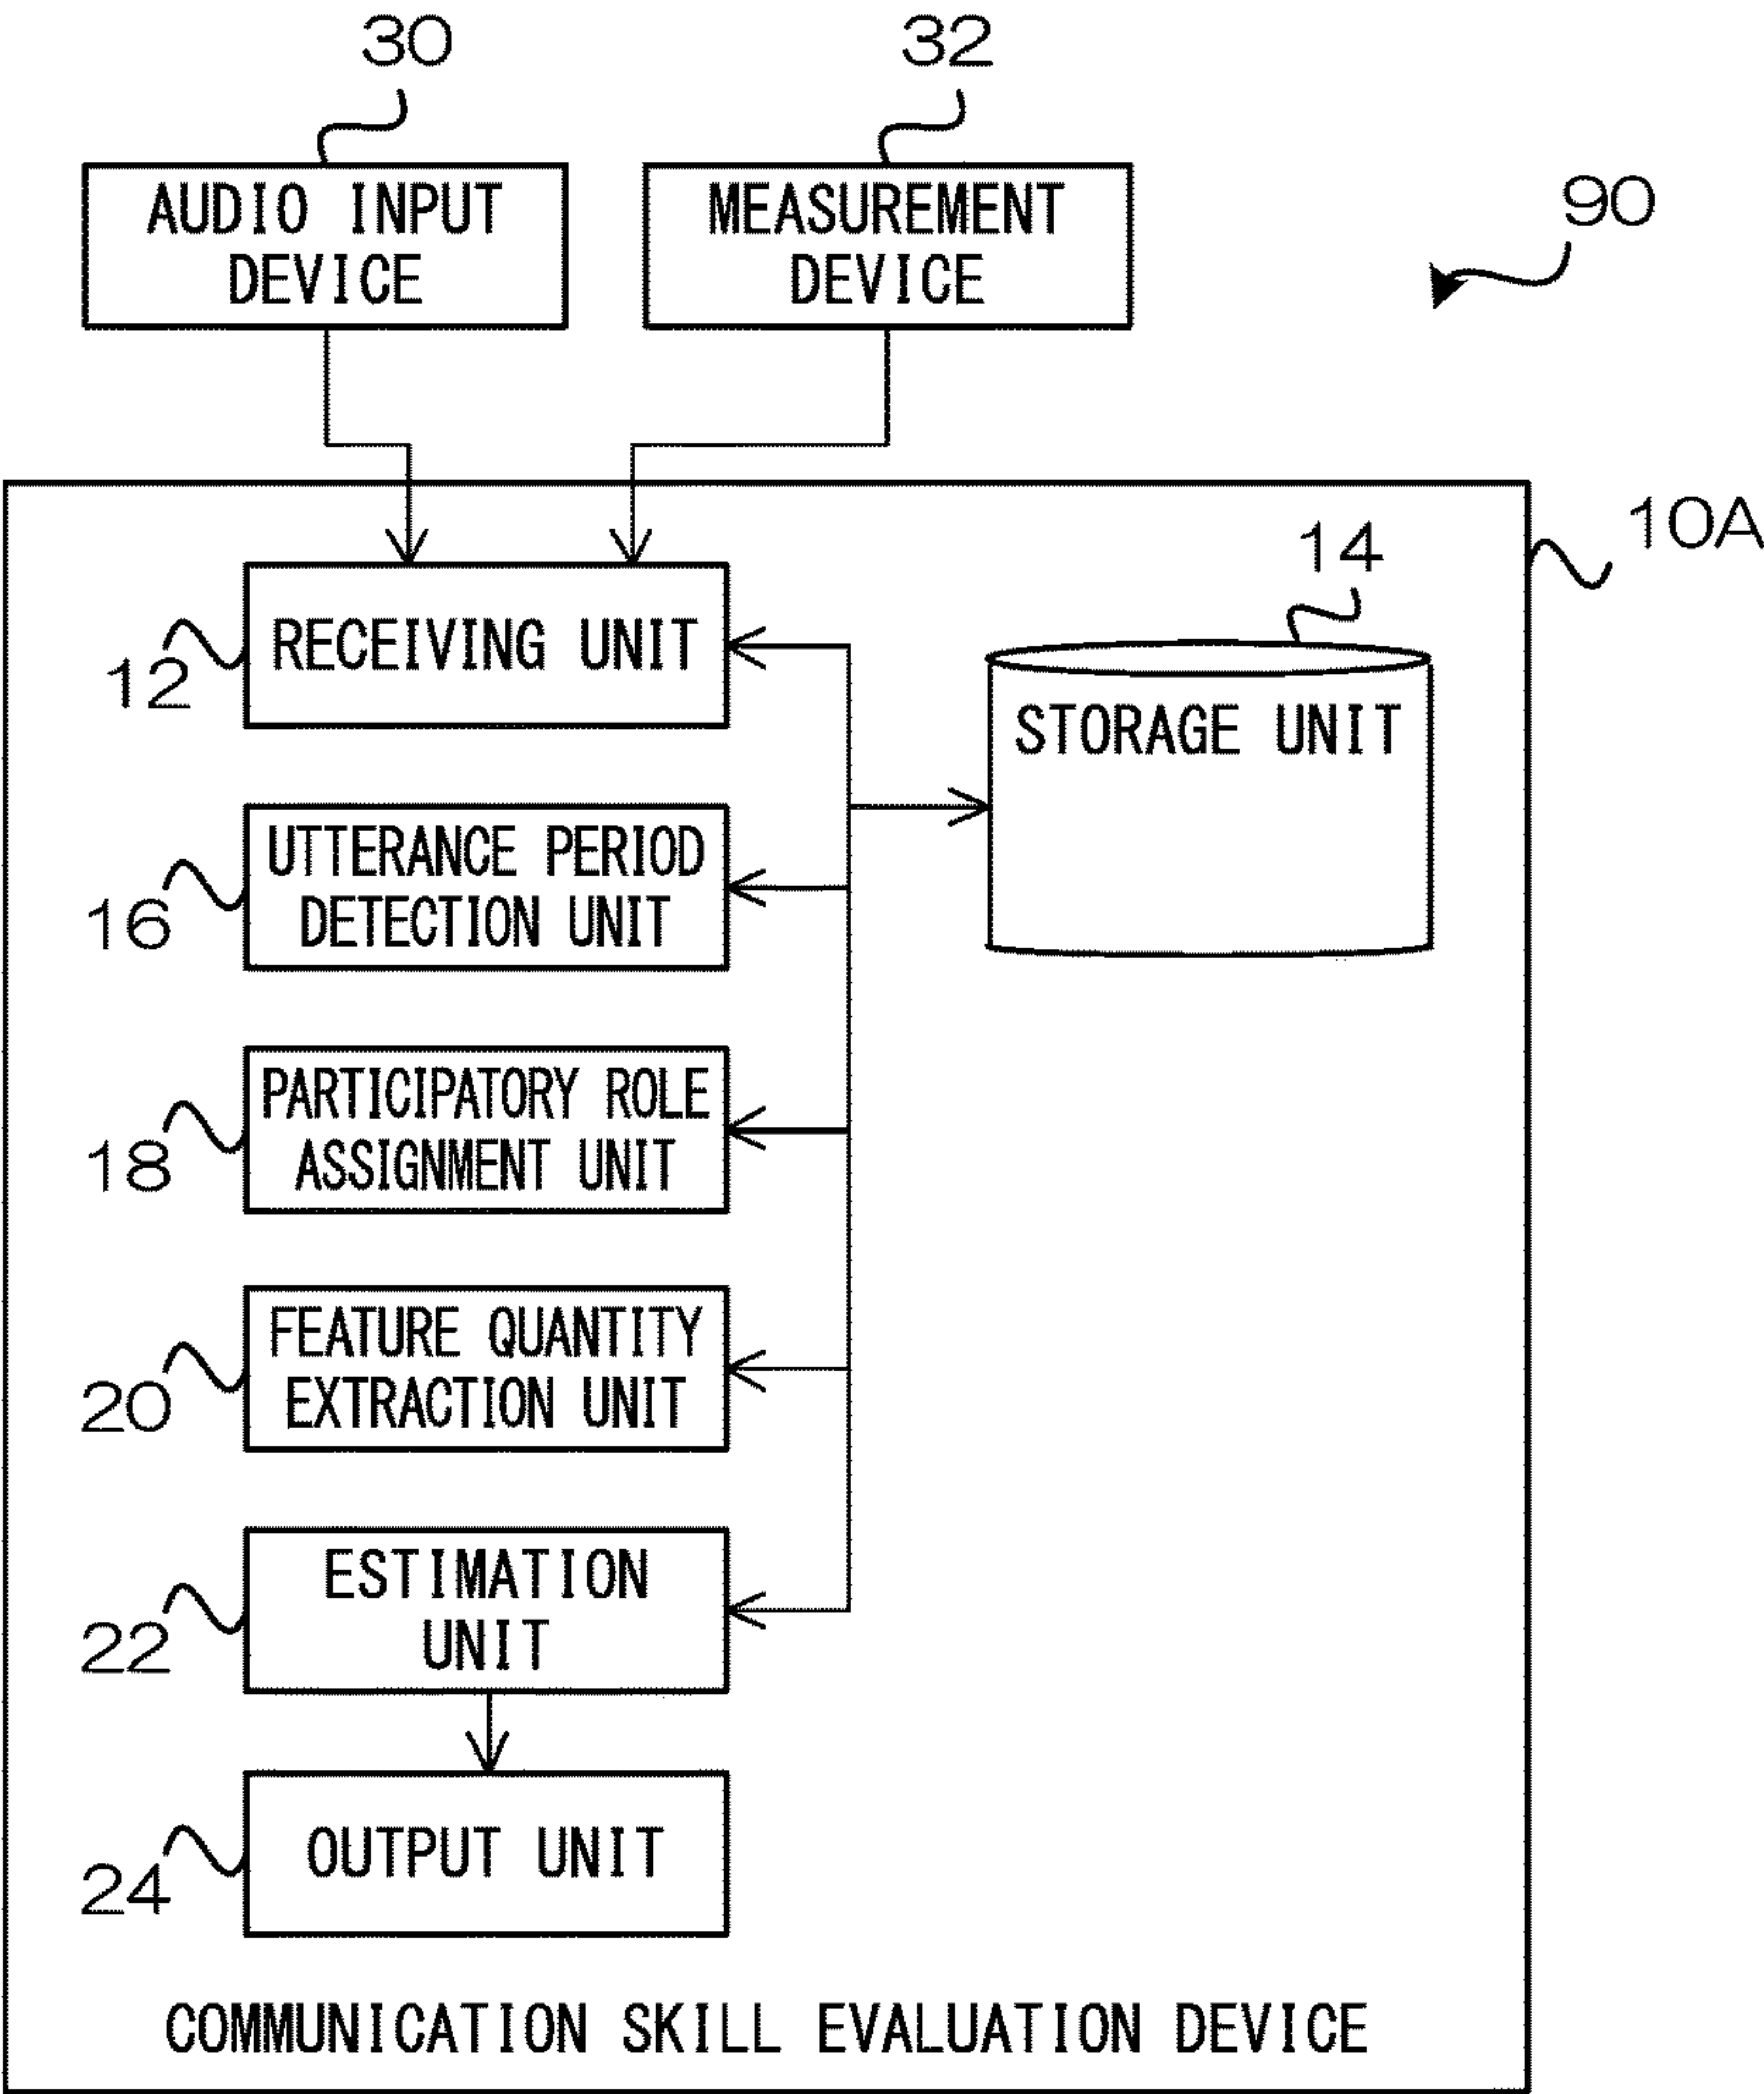 30
32
AUDIO INPUT
DEVICE
MEASUREMENT
DEVICE
90
10A
14
12
RECEIVING UNIT
STORAGE UNIT
16
UTTERANCE PERIOD
DETECTION UNIT
18
PARTICIPATORY ROLE
ASSIGNMENT UNIT
20
FEATURE QUANTITY
EXTRACTION UNIT
22
ESTIMATION
UNIT
24
OUTPUT UNIT
COMMUNICATION SKILL EVALUATION DEVICE